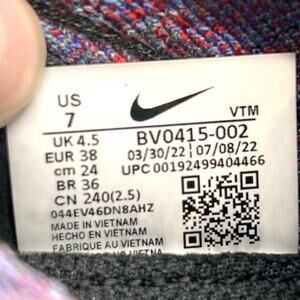 US
7
VTM
UK 4.5
BV0415-002
EUR 38
03/30/22 07/08/22
cm 24
UPC 00192499404466
BR 36
CN 240(2.5)
044EV46DN8AHZ
MADE IN VIETNAM
HECHO EN VIETNAM
FABRIQUÉ AU VIETNAM